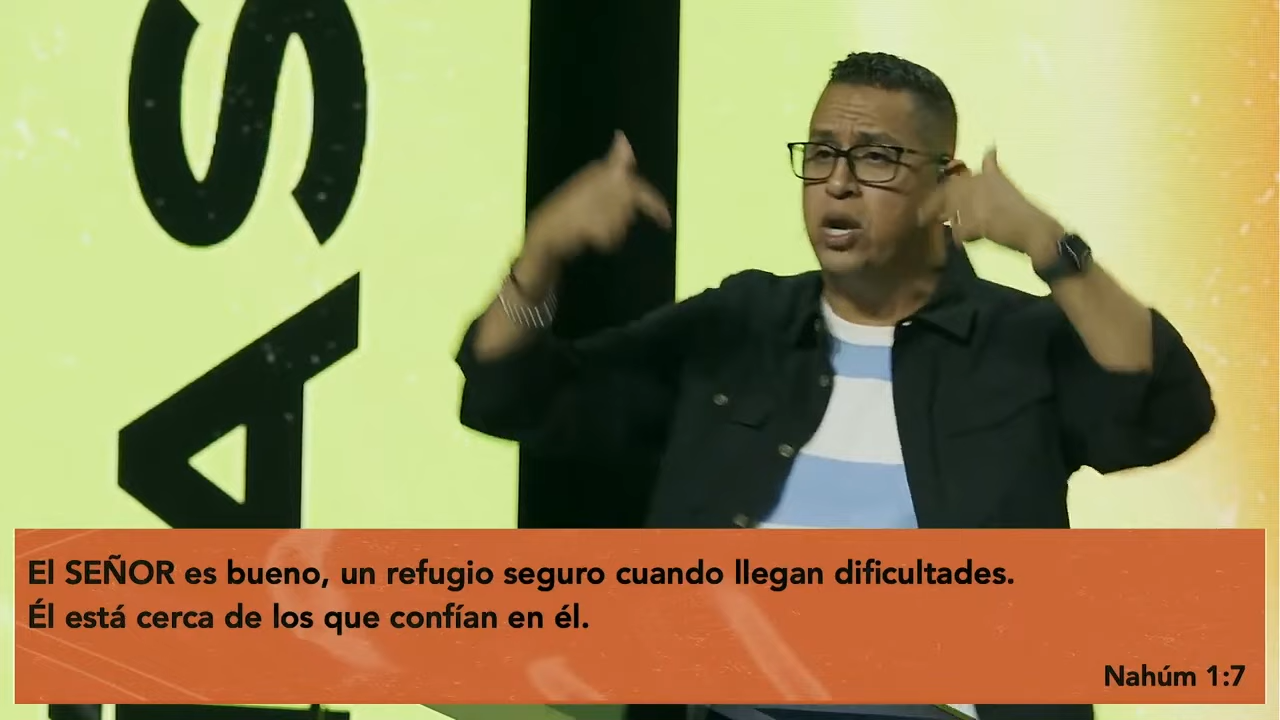 AS
El SEÑOR es bueno, un refugio seguro cuando llegan dificultades.
Él está cerca de los que confían en él.
Nahúm 1:7